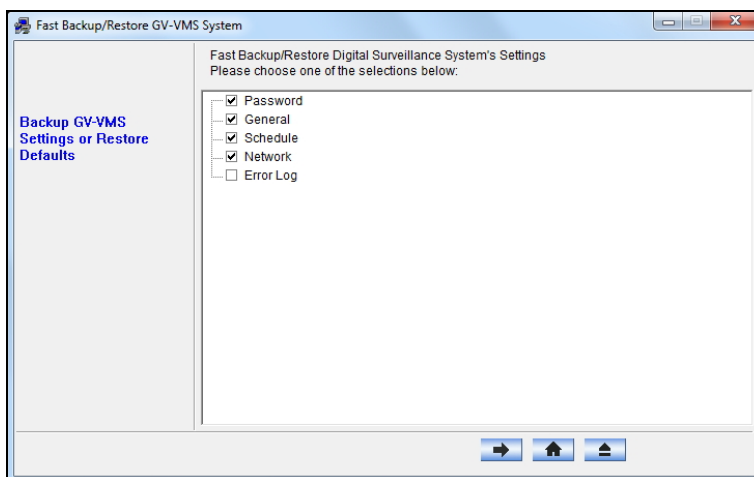 Fast Backup/Restore GV-VMS System
Fast Backup/Restore Digital Surveillance System's Settings
Please choose one of the selections below:
Backup GV-VMS
Settings or Restore
Defaults
Password
General
Schedule
Network
Error Log